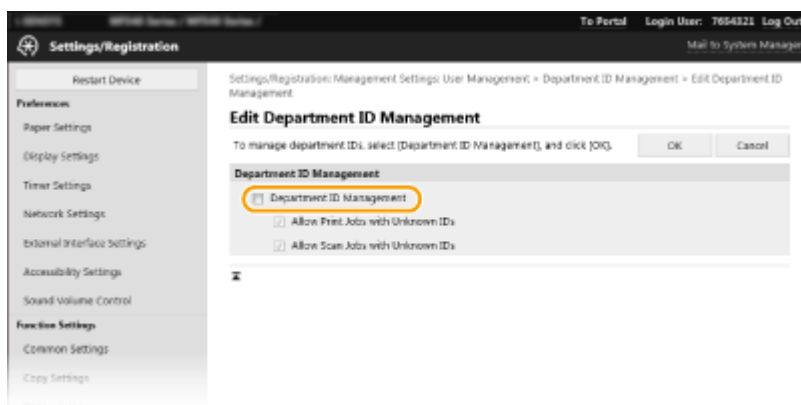 To Portal Login User: 7654321 Log Out
Settings/Registration
Mail to System Manager
Restart Device
Settings/Registration: Management Settings: User Management > Department ID Management > Edit Department ID
Management
Preferences
Edit Department ID Management
Paper Settings
To manage department IDs, select [Department ID Management], and click [OK].
OK
Cancel
Display Settings
Department ID Management
Timer Settings
Department ID Management
Network Settings
Allow Print Jobs with Unknown IDs
External Interface Settings
Allow Scan Jobs with Unknown IDs
Accessibility Settings
Sound Volume Control
Function Settings
Common Settings
Copy Settings